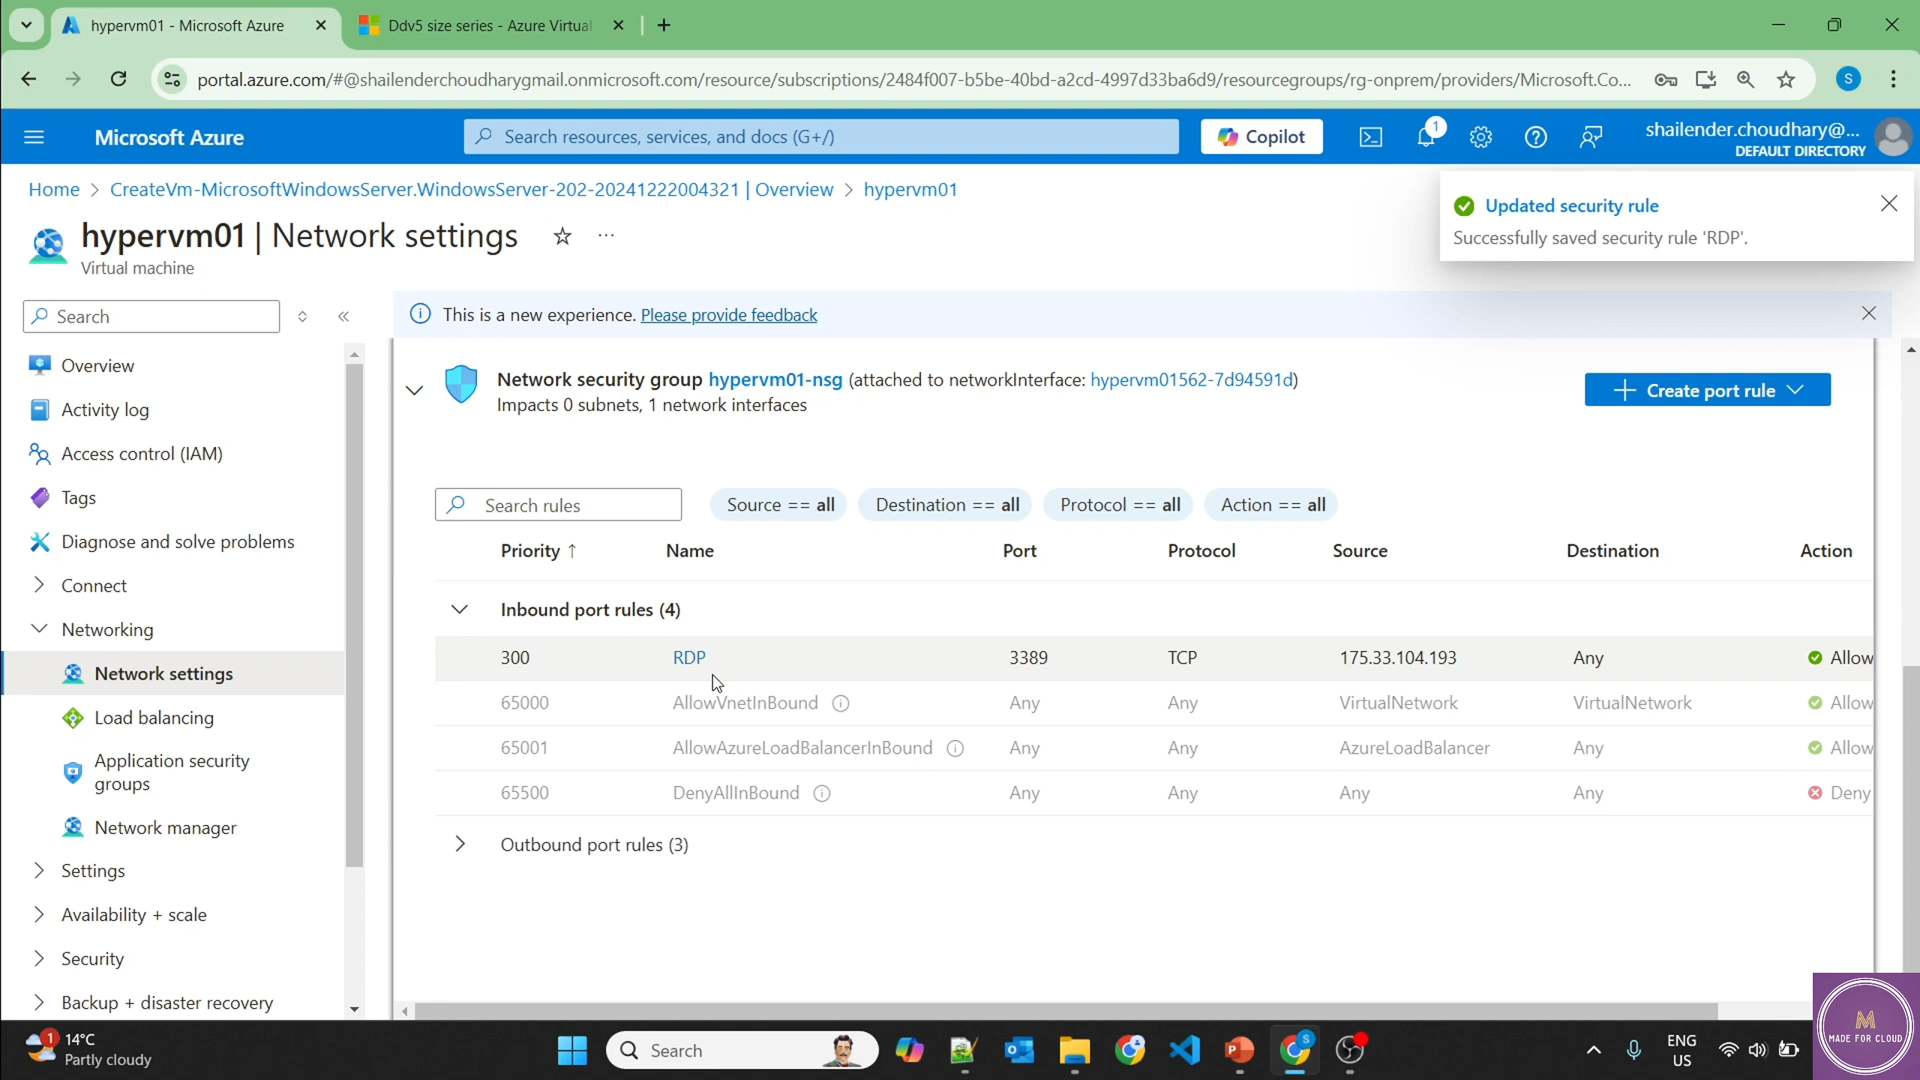 hypervm01 - Microsoft Azure
Ddv5 size series - Azure Virtual
portal.azure.com/#@shailenderchoudharygmail.onmicrosoft.com/resource/subscriptions/2484f007-b5be-40bd-a2cd-4997d33ba6d9/resourcegroups/rg-onprem/providers/Microsoft.Co...
S
Microsoft Azure
Search resources, services, and docs (G+/)
Copilot
1
shailender.choudhary@...
DEFAULT DIRECTORY
Home > CreateVm-MicrosoftWindowsServer.WindowsServer-202-20241222004321 | Overview > hypervm01
Updated security rule
Successfully saved security rule 'RDP'.
hypervm01 | Network settings
Virtual machine
Search
This is a new experience. Please provide feedback
Overview
Activity log
Access control (IAM)
Tags
Diagnose and solve problems
Connect
Networking
Network settings
Load balancing
Application security
groups
Network manager
Settings
Availability + scale
Security
Backup + disaster recovery
Network security group hypervm01-nsg (attached to networkInterface: hypervm01562-7d94591d)
Impacts 0 subnets, 1 network interfaces
Create port rule
Search rules
Source == all
Destination == all
Protocol == all
Action == all
Priority ↑ Name Port Protocol Source Destination Action
Inbound port rules (4)
300 RDP 3389 TCP 175.33.104.193 Any Allow
65000 AllowVnetInBound Any Any VirtualNetwork VirtualNetwork Allow
65001 AllowAzureLoadBalancerInBound Any Any AzureLoadBalancer Any Allow
65500 DenyAllInBound Any Any Any Any Deny
Outbound port rules (3)
1
14°C
Partly cloudy
Search
S
ENG
US
M
MADE FOR CLOUD